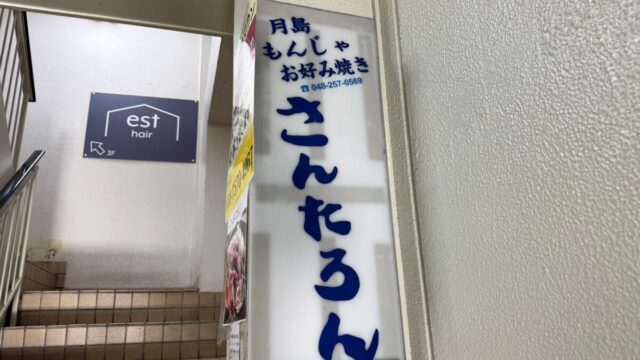 est
hair
3F
月島
もんじゃ
お好み焼き
☎048-257-0569
さんたろん